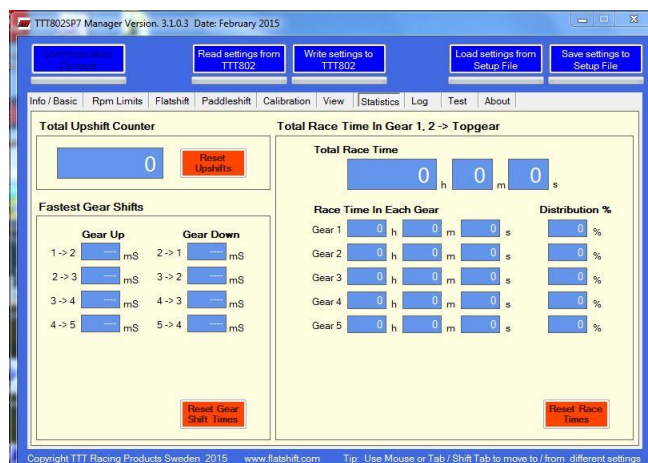 TTT802SP7 Manager Version. 3.1.0.3 Date: February 2015
Read settings from TTT802
Write settings to TTT802
Load settings from Setup File
Save settings to Setup File
Info / Basic Rpm Limits Flatshift Paddleshift Calibration View Statistics Log Test About
Total Upshift Counter
0
Reset Upshifts
Fastest Gear Shifts
Gear Up Gear Down
1 -> 2 ---- mS 2 -> 1 ---- mS
2 -> 3 ---- mS 3 -> 2 ---- mS
3 -> 4 ---- mS 4 -> 3 ---- mS
4 -> 5 ---- mS 5 -> 4 ---- mS
Reset Gear Shift Times
Total Race Time In Gear 1, 2 -> Topgear
Total Race Time
0 h 0 m 0 s
Race Time In Each Gear Distribution %
Gear 1 0 h 0 m 0 s 0 %
Gear 2 0 h 0 m 0 s 0 %
Gear 3 0 h 0 m 0 s 0 %
Gear 4 0 h 0 m 0 s 0 %
Gear 5 0 h 0 m 0 s 0 %
Reset Race Times
Copyright TTT Racing Products Sweden 2015 www.flatshift.com Tip: Use Mouse or Tab / Shift Tab to move to / from different settings